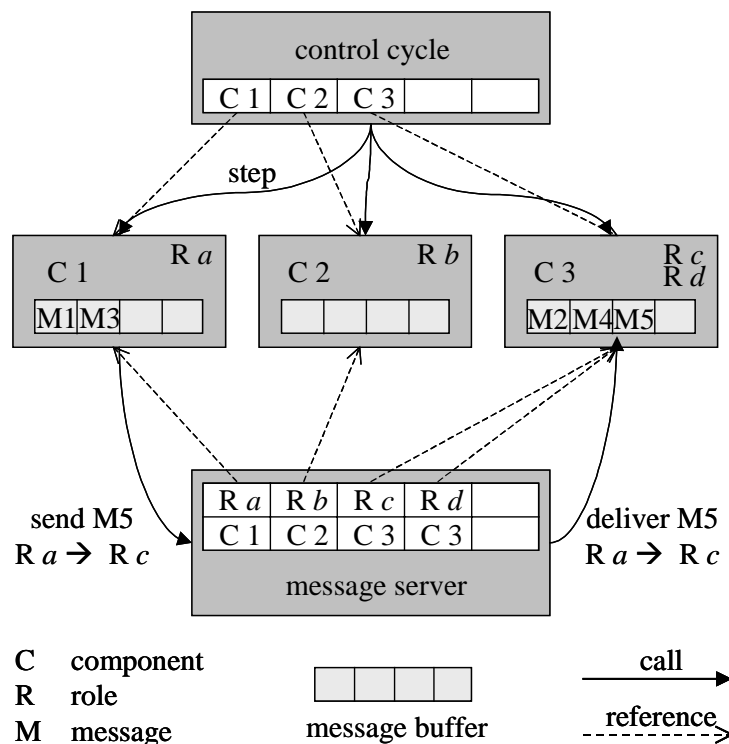 control cycle
C 1 C 2 C 3
step
R a
C 1
M1 M3
R b
C 2
R c
R d
C 3
M2 M4 M5
R a R b R c R d
C 1 C 2 C 3 C 3
message server
send M5
R a → R c
deliver M5
R a → R c
C component
R role
M message
message buffer
call
reference